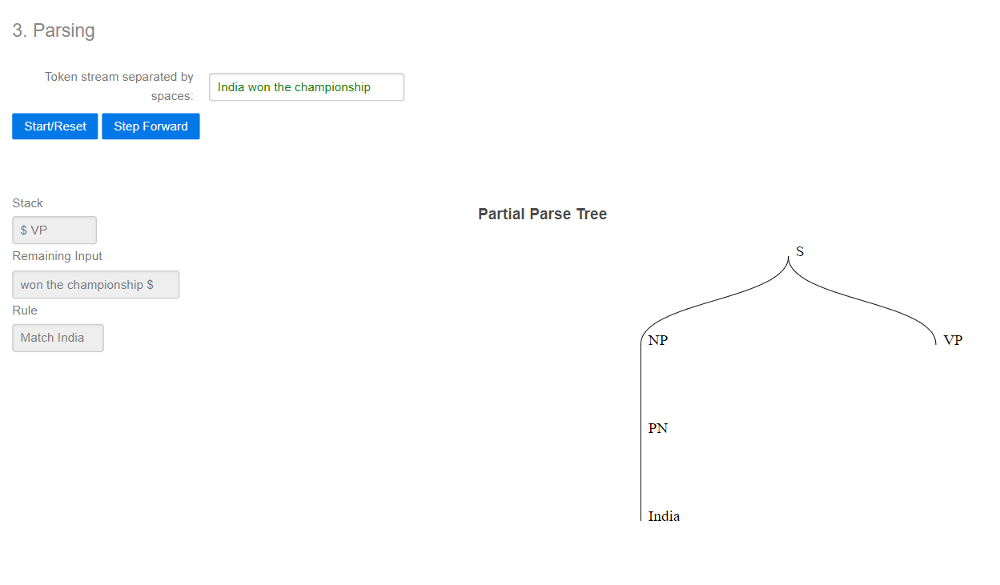 3. Parsing
Token stream separated by
spaces:
India won the championship
Start/Reset
Step Forward
Stack
$ VP
Remaining Input
won the championship $
Rule
Match India
Partial Parse Tree
S
NP
VP
PN
India